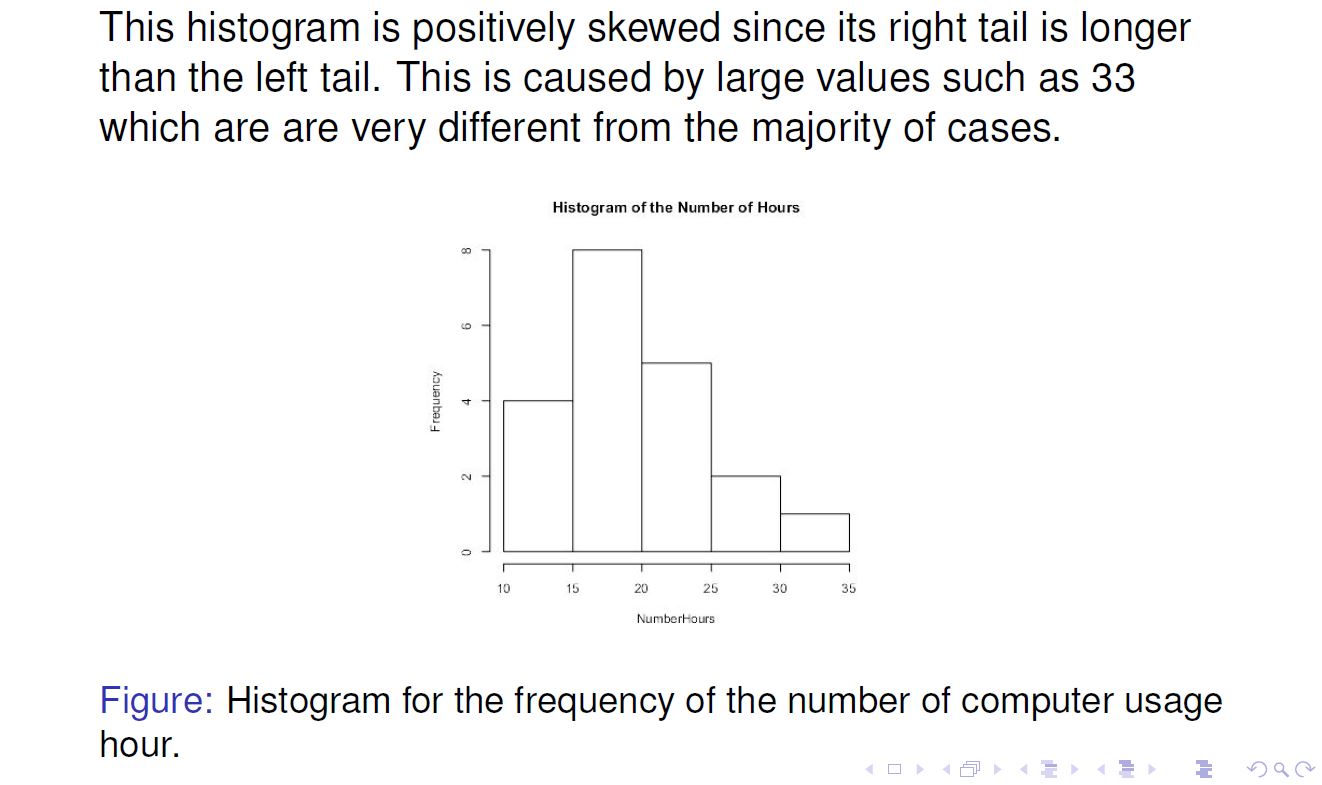 This histogram is positively skewed since its right tail is longer
than the left tail. This is caused by large values such as 33
which are are very different from the majority of cases.
Histogram of the Number of Hours
8
6
4
2
0
Frequency
10 15 20 25 30 35
NumberHours
Figure: Histogram for the frequency of the number of computer usage
hour.